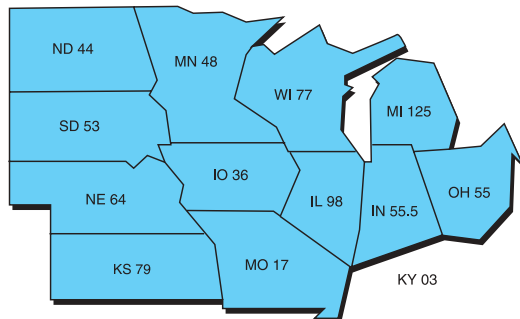 ND 44
MN 48
WI 77
MI 125
SD 53
IO 36
NE 64
IL 98
IN 55.5
OH 55
KS 79
MO 17
KY 03